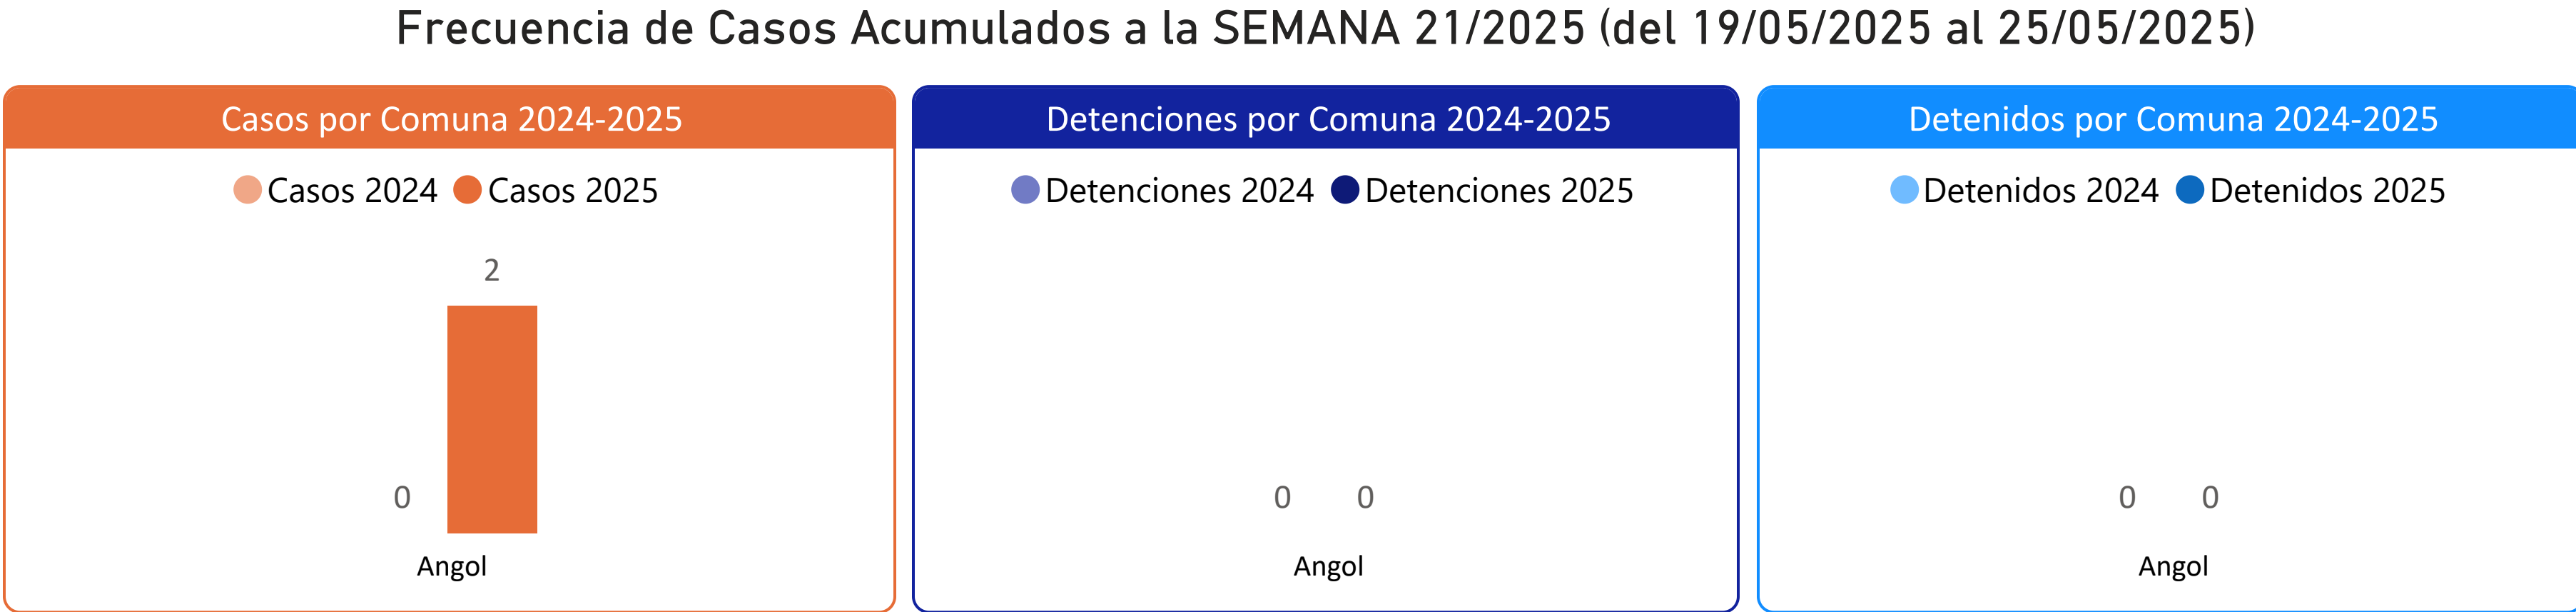 Frecuencia de Casos Acumulados a la SEMANA 21/2025 (del 19/05/2025 al 25/05/2025)
Casos por Comuna 2024-2025
Casos 2024 Casos 2025
2
0
Angol
Detenciones por Comuna 2024-2025
Detenciones 2024 Detenciones 2025
0 0
Angol
Detenidos por Comuna 2024-2025
Detenidos 2024 Detenidos 2025
0 0
Angol